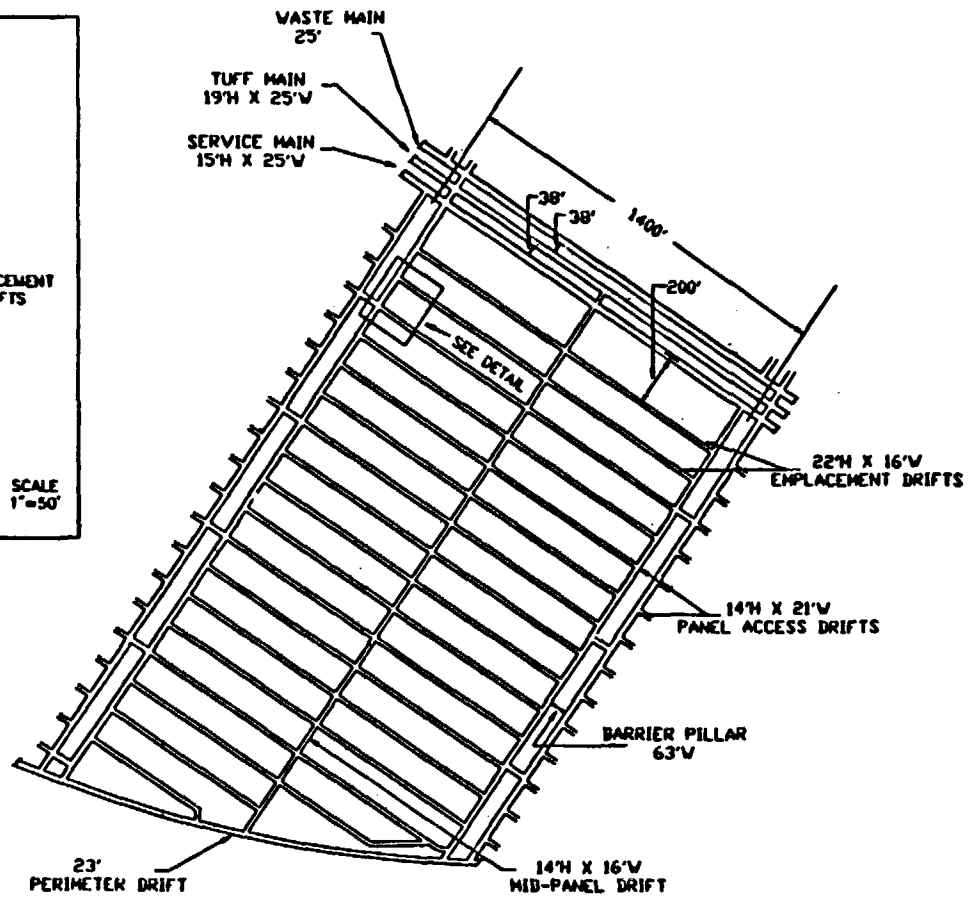 WASTE MAIN
25'
TUFF MAIN
19'H X 25'W
SERVICE MAIN
15'H X 25'W
38'
38'
1400'
200'
CEMENT
FTS
SEE DETAIL
22'H X 16'W
EMPLACEMENT DRIFTS
SCALE
1"=50'
14'H X 21'W
PANEL ACCESS DRIFTS
BARRIER PILLAR
63'W
23'
PERIMETER DRIFT
14'H X 16'W
MID-PANEL DRIFT